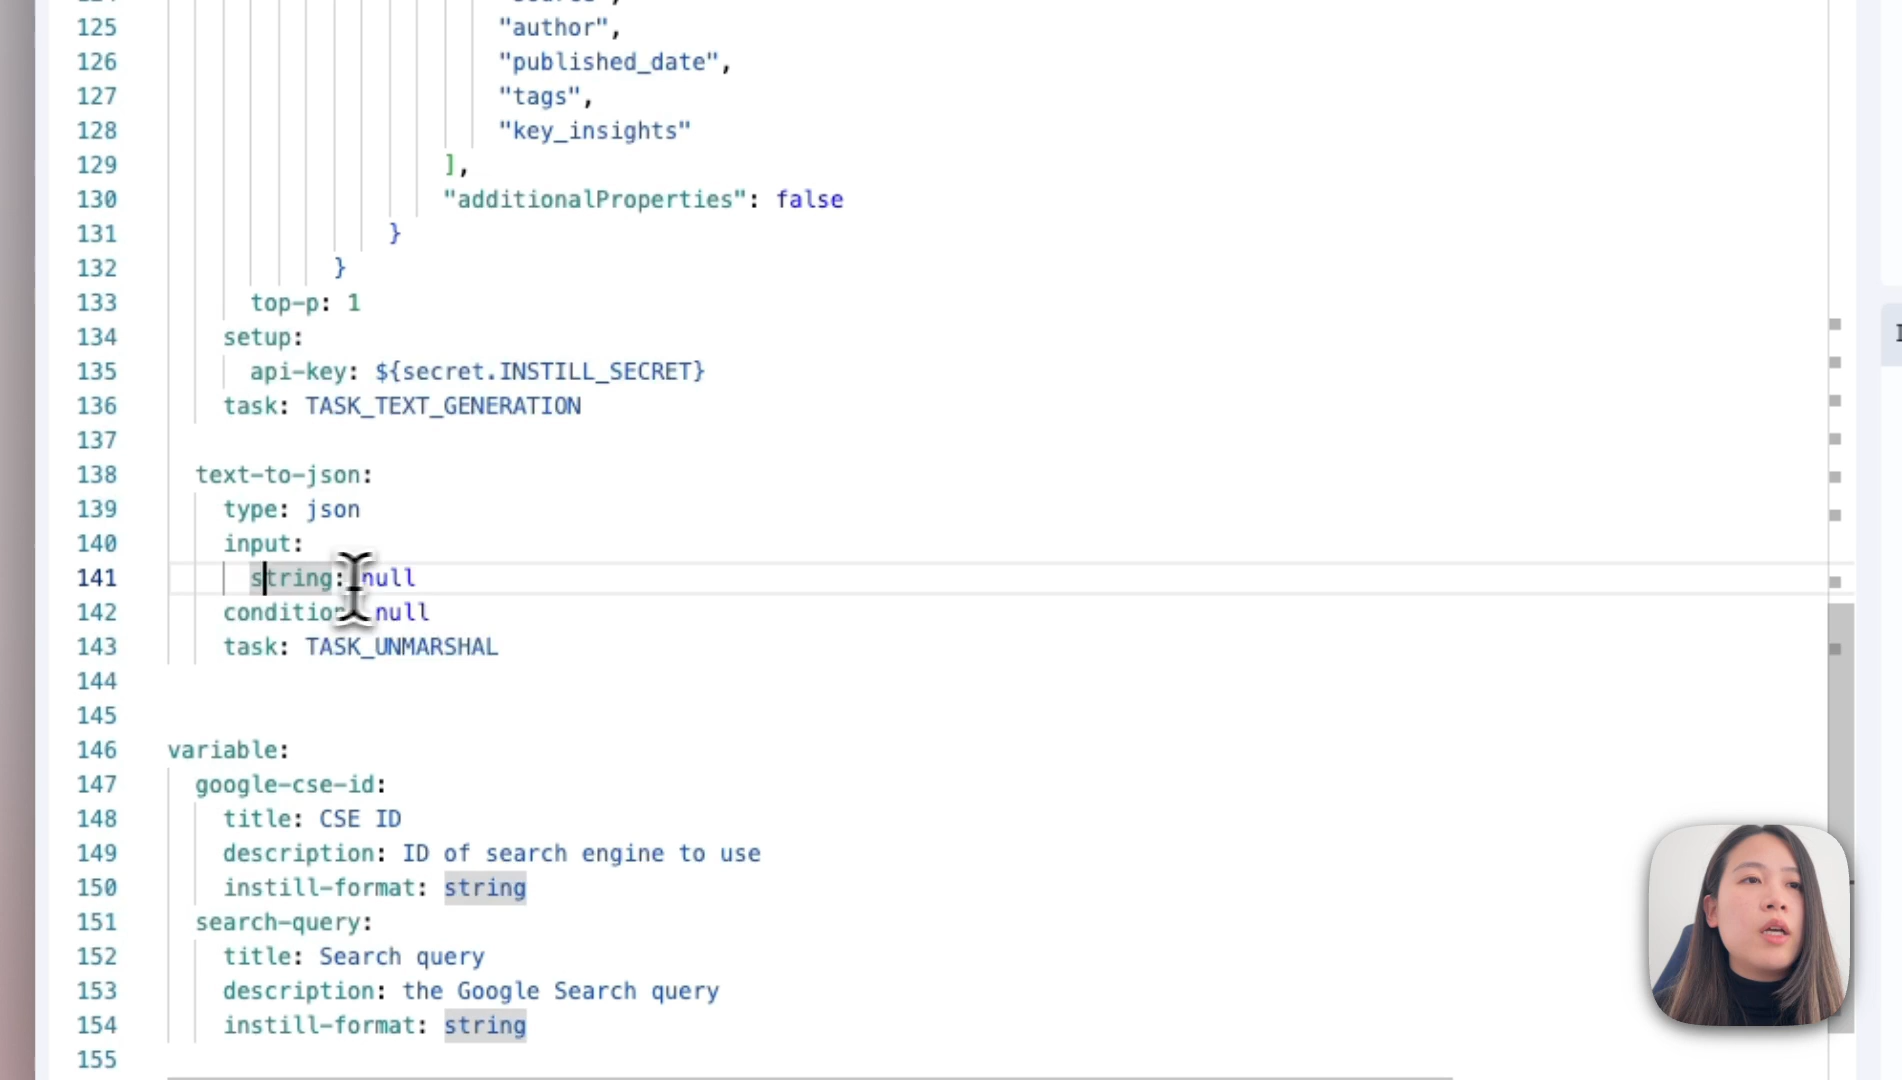 125 "author",
126 "published_date",
127 "tags",
128 "key_insights"
129 ],
130 "additionalProperties": false
131 }
132 }
133 top-p: 1
134 setup:
135 api-key: ${secret.INSTILL_SECRET}
136 task: TASK_TEXT_GENERATION
137
138 text-to-json:
139 type: json
140 input:
141 string: null
142 condition null
143 task: TASK_UNMARSHAL
144
145
146 variable:
147 google-cse-id:
148 title: CSE ID
149 description: ID of search engine to use
150 instill-format: string
151 search-query:
152 title: Search query
153 description: the Google Search query
154 instill-format: string
155